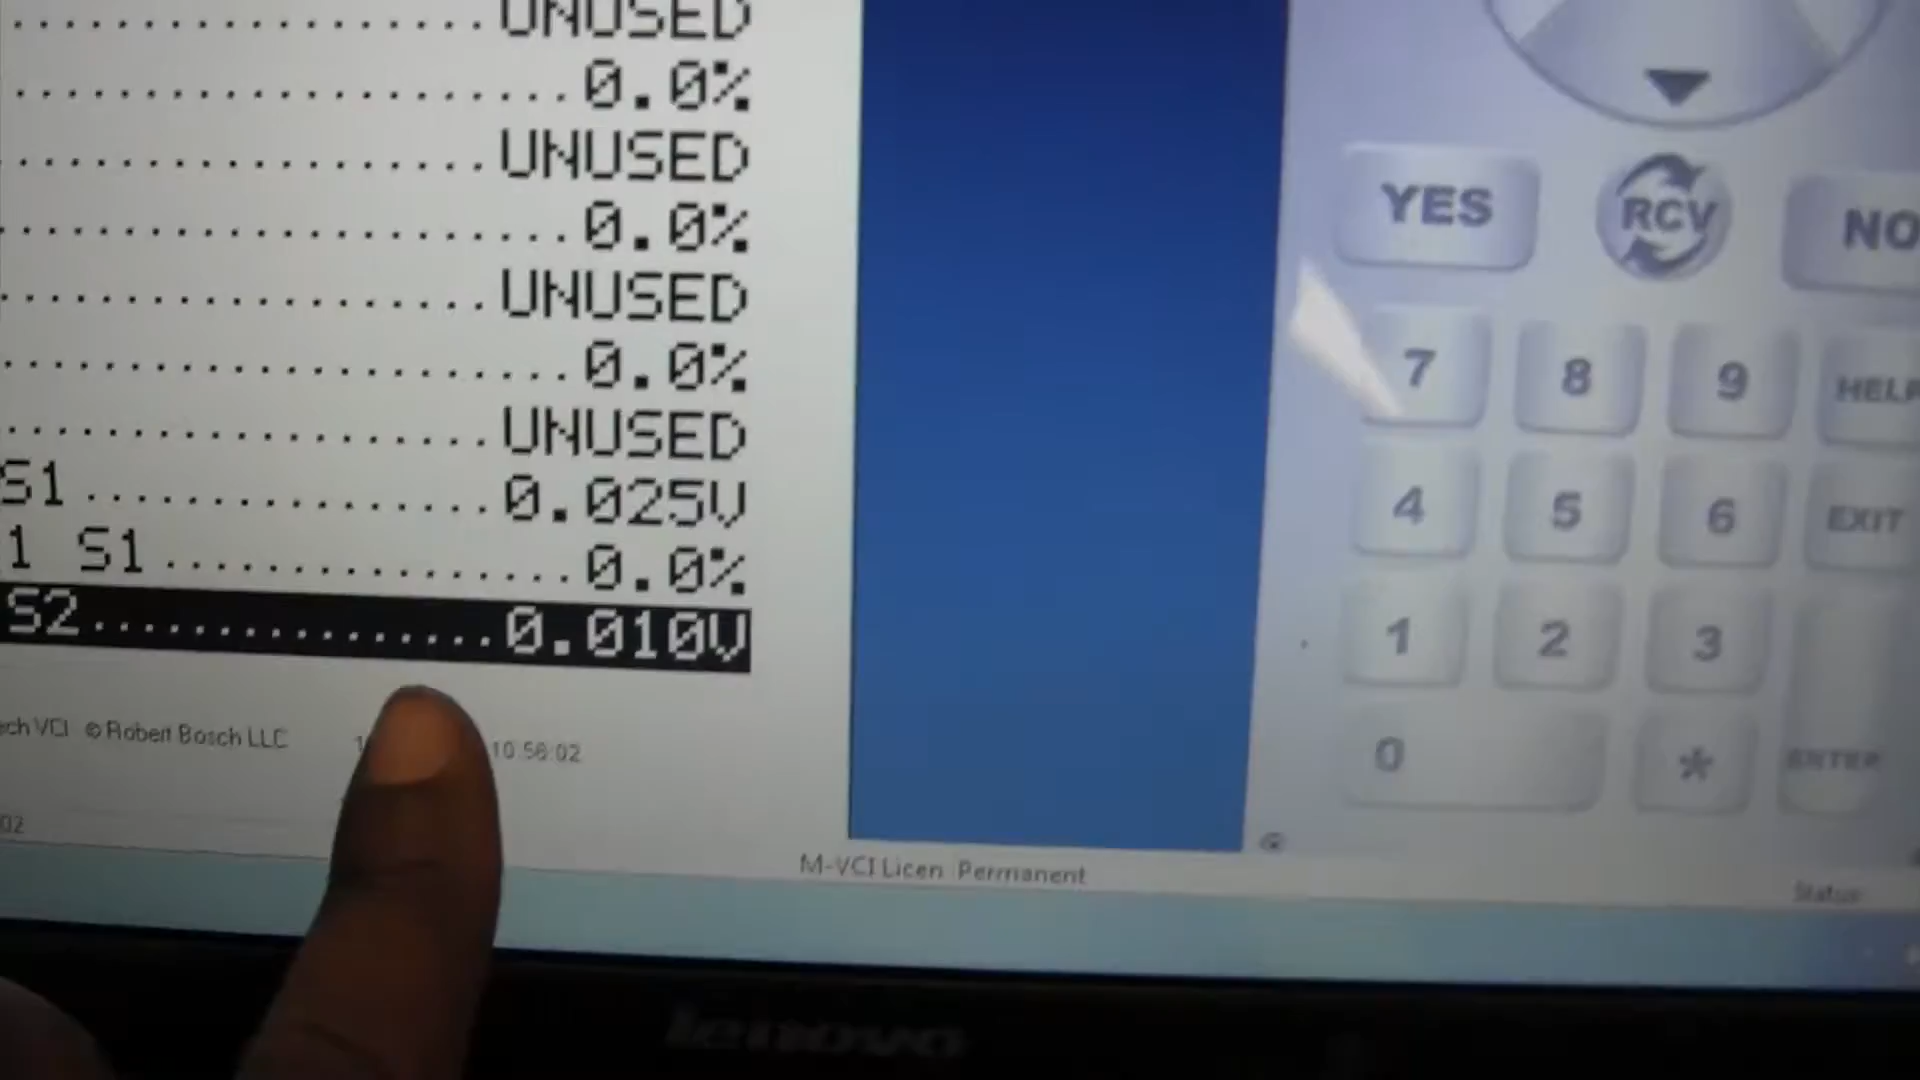 ................UNUSED
.....................0.0%
................UNUSED
.....................0.0%
................UNUSED
.....................0.0%
................UNUSED
S1................0.025V
1 S1................0.0%
S2................0.010V
ech VCI © Robert Bosch LLC
10:56:02
02
M-VCI Licen Permanent
Status
YES
RCV
NO
7
8
9
HELP
4
5
6
EXIT
1
2
3
0
*
ENTER
lenovo